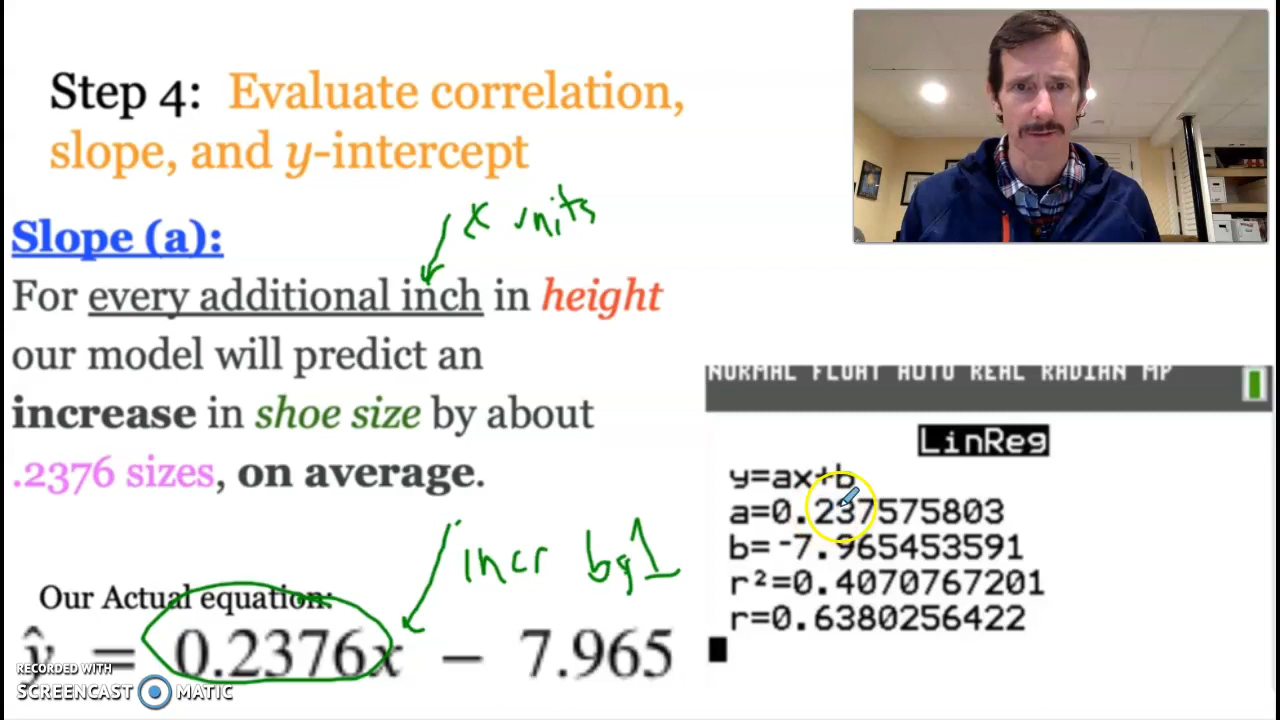 Step 4: Evaluate correlation,
slope, and y-intercept
x units
Slope (a):
For every additional inch in height
our model will predict an
increase in shoe size by about
.2376 sizes, on average.
incr by 1
Our Actual equation:
ŷ = 0.2376x − 7.965
RECORDED WITH
SCREENCAST MATIC
NORMAL FLOAT AUTO REAL RADIAN MP
LinReg
y=ax+b
a=0.237575803
b=-7.965453591
r²=0.4070767201
r=0.6380256422